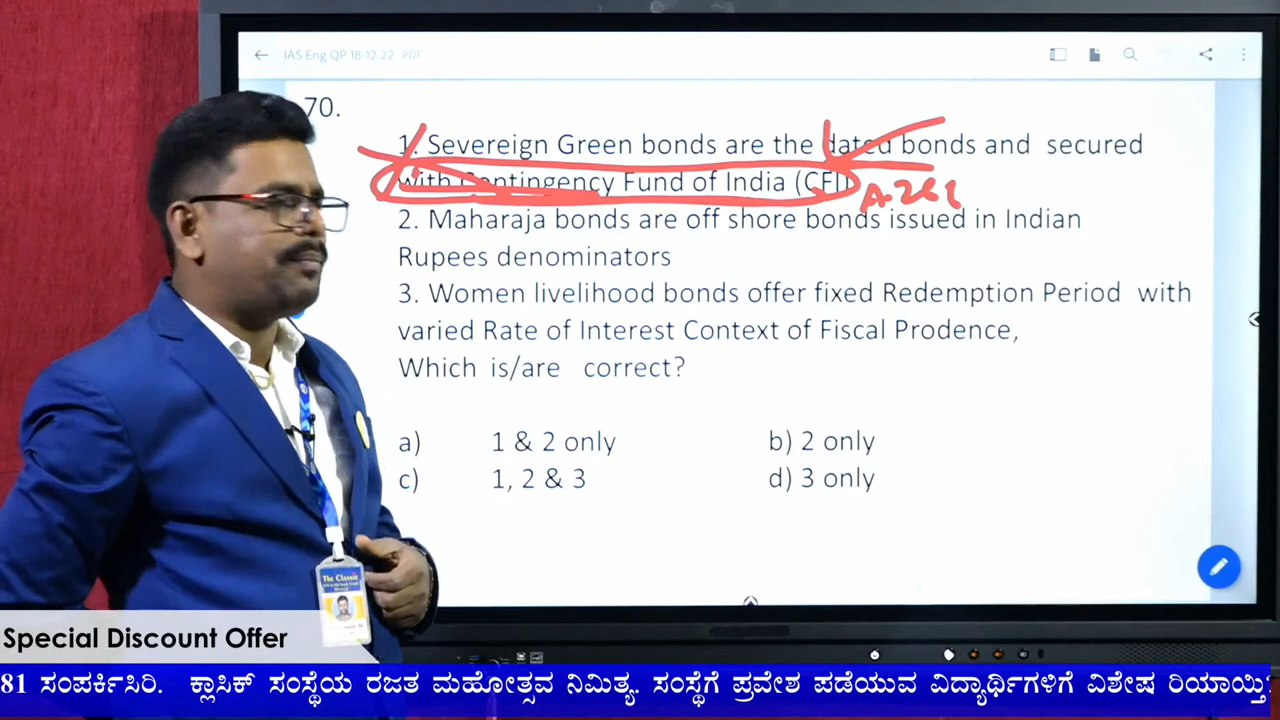 IAS Eng QP 18-12-22 PDF
70.
1. Severeign Green bonds are the dated bonds and secured
with Contingency Fund of India (CFI)
A-266
2. Maharaja bonds are off shore bonds issued in Indian
Rupees denominators
3. Women livelihood bonds offer fixed Redemption Period with
varied Rate of Interest Context of Fiscal Prodence,
Which is/are correct?
a) 1 & 2 only b) 2 only
c) 1, 2 & 3 d) 3 only
The Classic
Special Discount Offer
81 ಸಂಪರ್ಕಿಸಿರಿ. ಕ್ಲಾಸಿಕ್ ಸಂಸ್ಥೆಯ ರಜತ ಮಹೋತ್ಸವ ನಿಮಿತ್ಯ. ಸಂಸ್ಥೆಗೆ ಪ್ರವೇಶ ಪಡೆಯುವ ವಿದ್ಯಾರ್ಥಿಗಳಿಗೆ ವಿಶೇಷ ರಿಯಾಯ್ತಿ